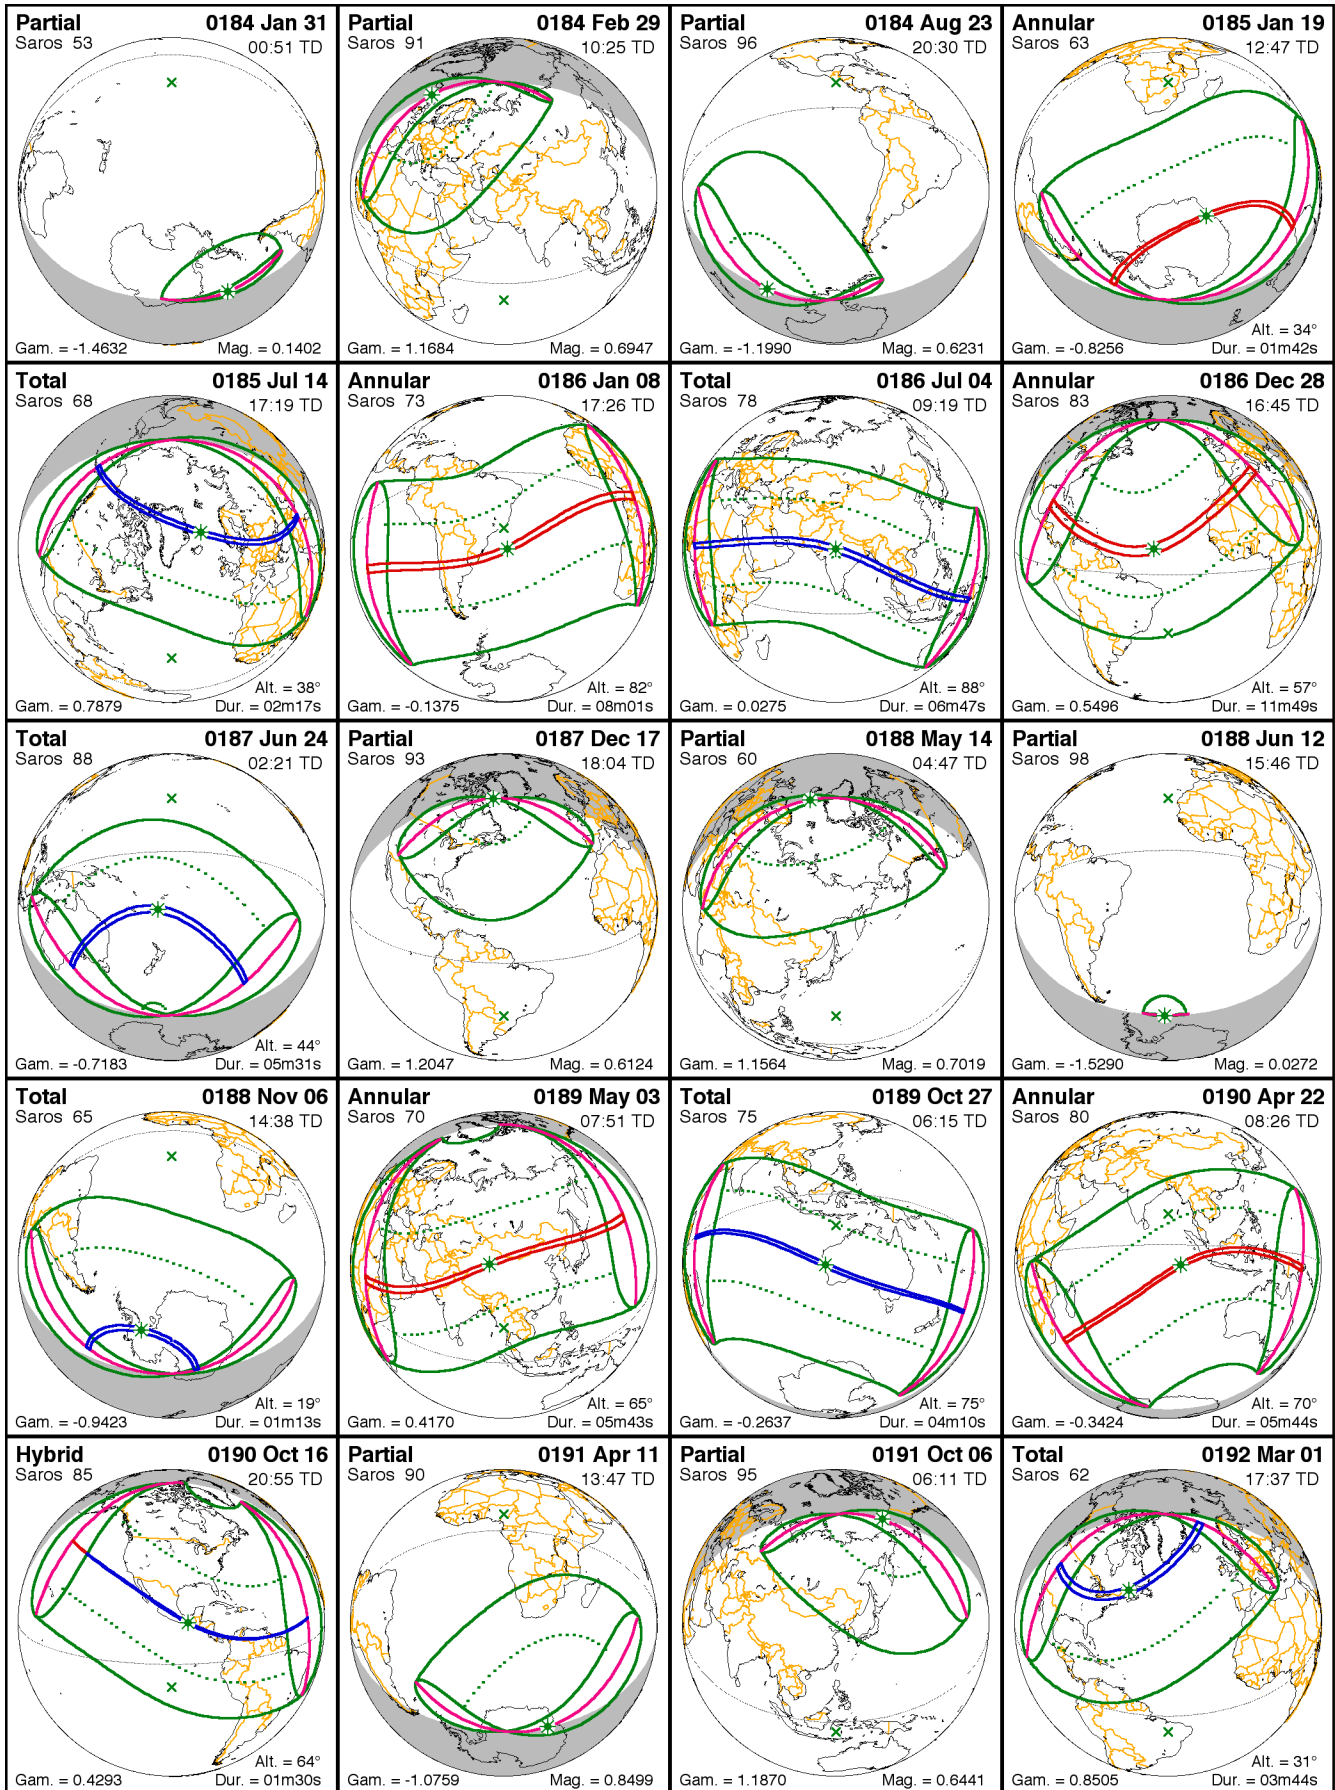 Partial 0184 Jan 31
Saros 53 00:51 TD
Gam. = -1.4632 Mag. = 0.1402
Partial 0184 Feb 29
Saros 91 10:25 TD
Gam. = 1.1684 Mag. = 0.6947
Partial 0184 Aug 23
Saros 96 20:30 TD
Gam. = -1.1990 Mag. = 0.6231
Annular 0185 Jan 19
Saros 63 12:47 TD
Alt. = 34°
Gam. = -0.8256 Dur. = 01m42s
Total 0185 Jul 14
Saros 68 17:19 TD
Alt. = 38°
Gam. = 0.7879 Dur. = 02m17s
Annular 0186 Jan 08
Saros 73 17:26 TD
Alt. = 82°
Gam. = -0.1375 Dur. = 08m01s
Total 0186 Jul 04
Saros 78 09:19 TD
Alt. = 88°
Gam. = 0.0275 Dur. = 06m47s
Annular 0186 Dec 28
Saros 83 16:45 TD
Alt. = 57°
Gam. = 0.5496 Dur. = 11m49s
Total 0187 Jun 24
Saros 88 02:21 TD
Alt. = 44°
Gam. = -0.7183 Dur. = 05m31s
Partial 0187 Dec 17
Saros 93 18:04 TD
Gam. = 1.2047 Mag. = 0.6124
Partial 0188 May 14
Saros 60 04:47 TD
Gam. = 1.1564 Mag. = 0.7019
Partial 0188 Jun 12
Saros 98 15:46 TD
Gam. = -1.5290 Mag. = 0.0272
Total 0188 Nov 06
Saros 65 14:38 TD
Alt. = 19°
Gam. = -0.9423 Dur. = 01m13s
Annular 0189 May 03
Saros 70 07:51 TD
Alt. = 65°
Gam. = 0.4170 Dur. = 05m43s
Total 0189 Oct 27
Saros 75 06:15 TD
Alt. = 75°
Gam. = -0.2637 Dur. = 04m10s
Annular 0190 Apr 22
Saros 80 08:26 TD
Alt. = 70°
Gam. = -0.3424 Dur. = 05m44s
Hybrid 0190 Oct 16
Saros 85 20:55 TD
Alt. = 64°
Gam. = 0.4293 Dur. = 01m30s
Partial 0191 Apr 11
Saros 90 13:47 TD
Gam. = -1.0759 Mag. = 0.8499
Partial 0191 Oct 06
Saros 95 06:11 TD
Gam. = 1.1870 Mag. = 0.6441
Total 0192 Mar 01
Saros 62 17:37 TD
Alt. = 31°
Gam. = 0.8505 Dur. = 03m44s